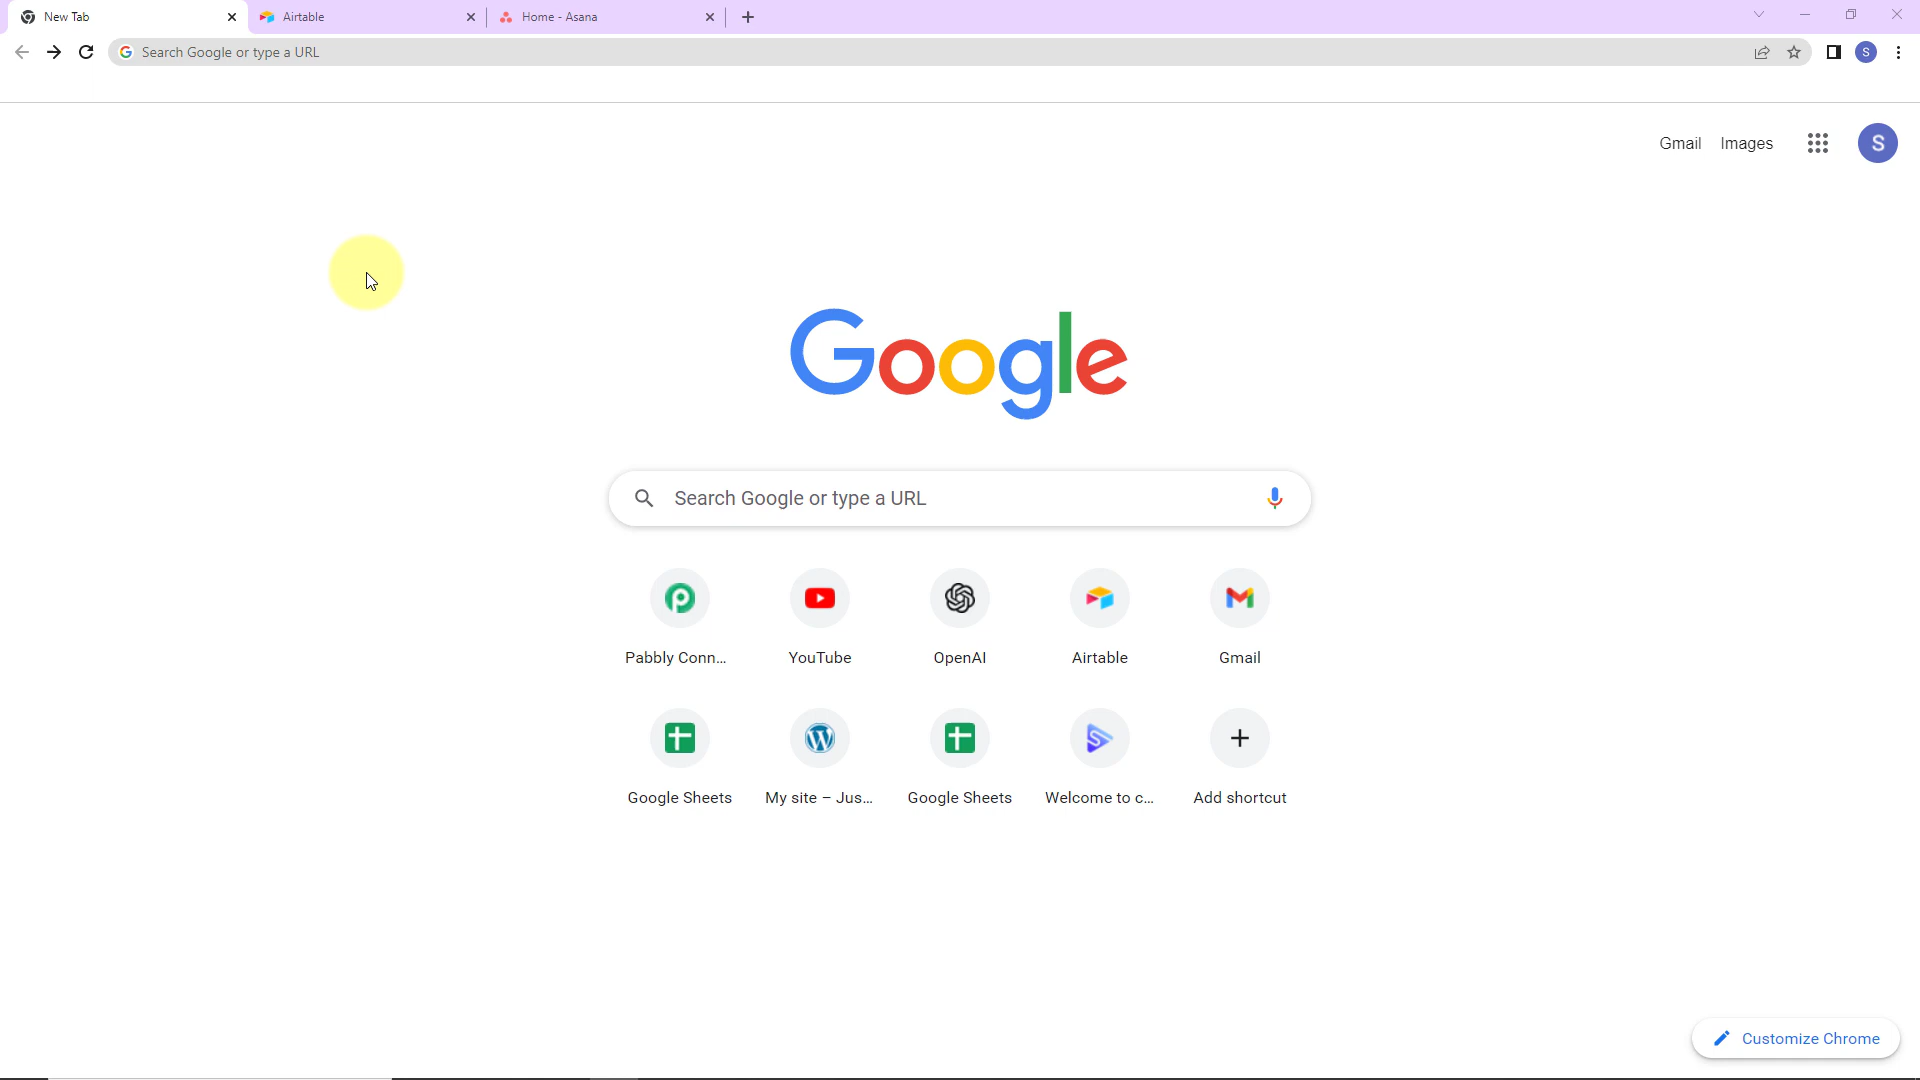 New Tab
Airtable
Home - Asana
Search Google or type a URL
S
Gmail Images
S
Google
Search Google or type a URL
Pabbly Conn...
YouTube
OpenAI
Airtable
Gmail
Google Sheets
My site – Jus...
Google Sheets
Welcome to c...
Add shortcut
Customize Chrome